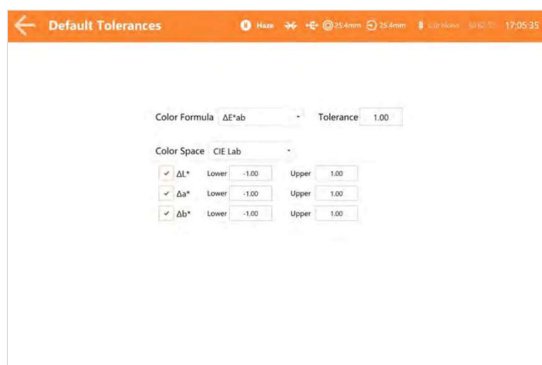 Default Tolerances Haze 25.4mm 25.4mm 17:05:35
Color Formula ΔE*ab Tolerance 1.00
Color Space CIE Lab
ΔL* Lower -1.00 Upper 1.00
Δa* Lower -1.00 Upper 1.00
Δb* Lower -1.00 Upper 1.00